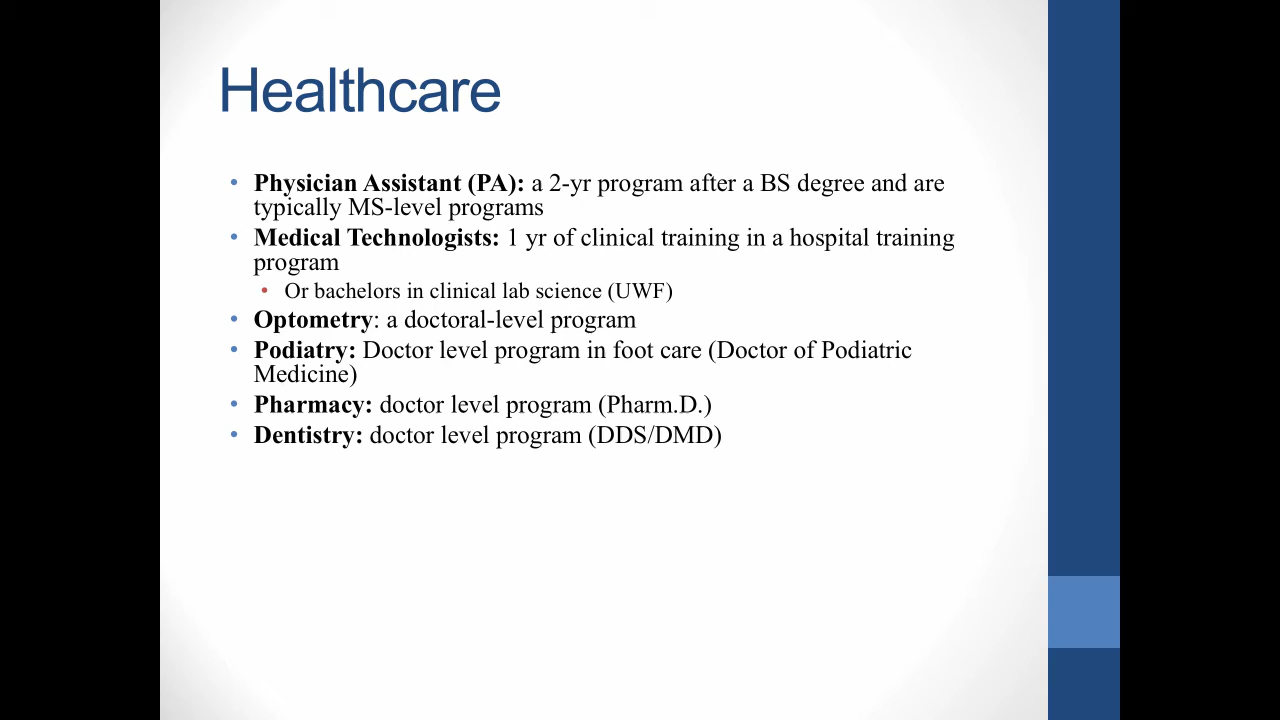 Healthcare
• Physician Assistant (PA): a 2-yr program after a BS degree and are
typically MS-level programs
• Medical Technologists: 1 yr of clinical training in a hospital training
program
• Or bachelors in clinical lab science (UWF)
• Optometry: a doctoral-level program
• Podiatry: Doctor level program in foot care (Doctor of Podiatric
Medicine)
• Pharmacy: doctor level program (Pharm.D.)
• Dentistry: doctor level program (DDS/DMD)